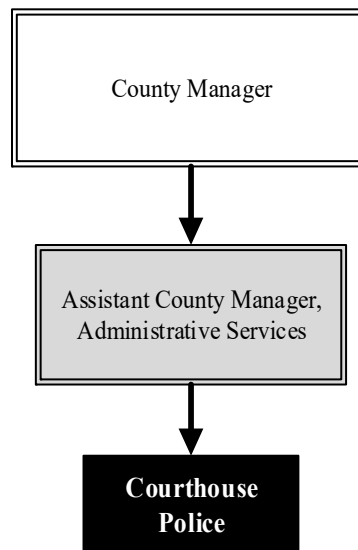 County Manager
Assistant County Manager,
Administrative Services
Courthouse
Police